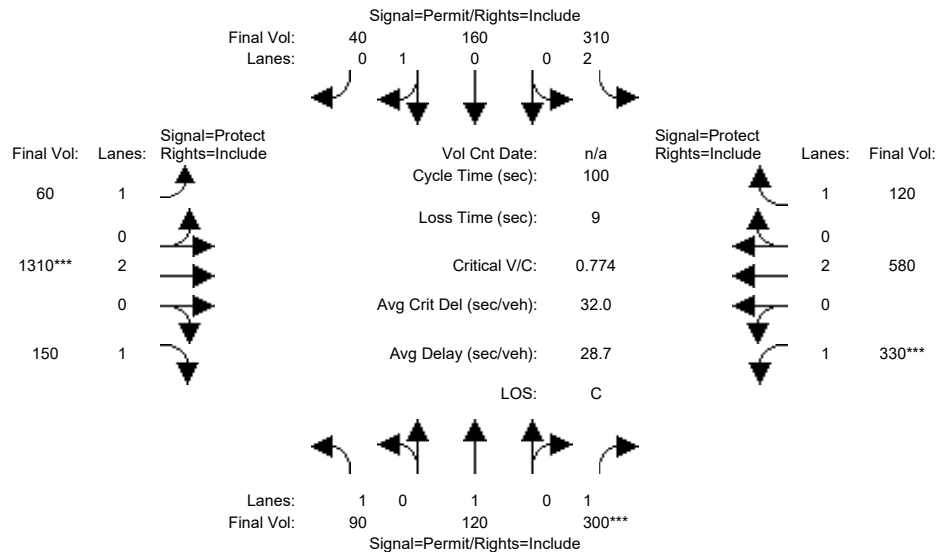 Signal=Permit/Rights=Include
Final Vol: 40 160 310
Lanes: 0 1 0 0 2
Signal=Protect
Final Vol: Lanes: Rights=Include
Vol Cnt Date: n/a
Signal=Protect
Rights=Include Lanes: Final Vol:
Cycle Time (sec): 100
60 1
1 120
Loss Time (sec): 9
0
0
1310*** 2
Critical V/C: 0.774
2 580
0
Avg Crit Del (sec/veh): 32.0
0
150 1
Avg Delay (sec/veh): 28.7
1 330***
LOS: C
Lanes: 1 0 1 0 1
Final Vol: 90 120 300***
Signal=Permit/Rights=Include